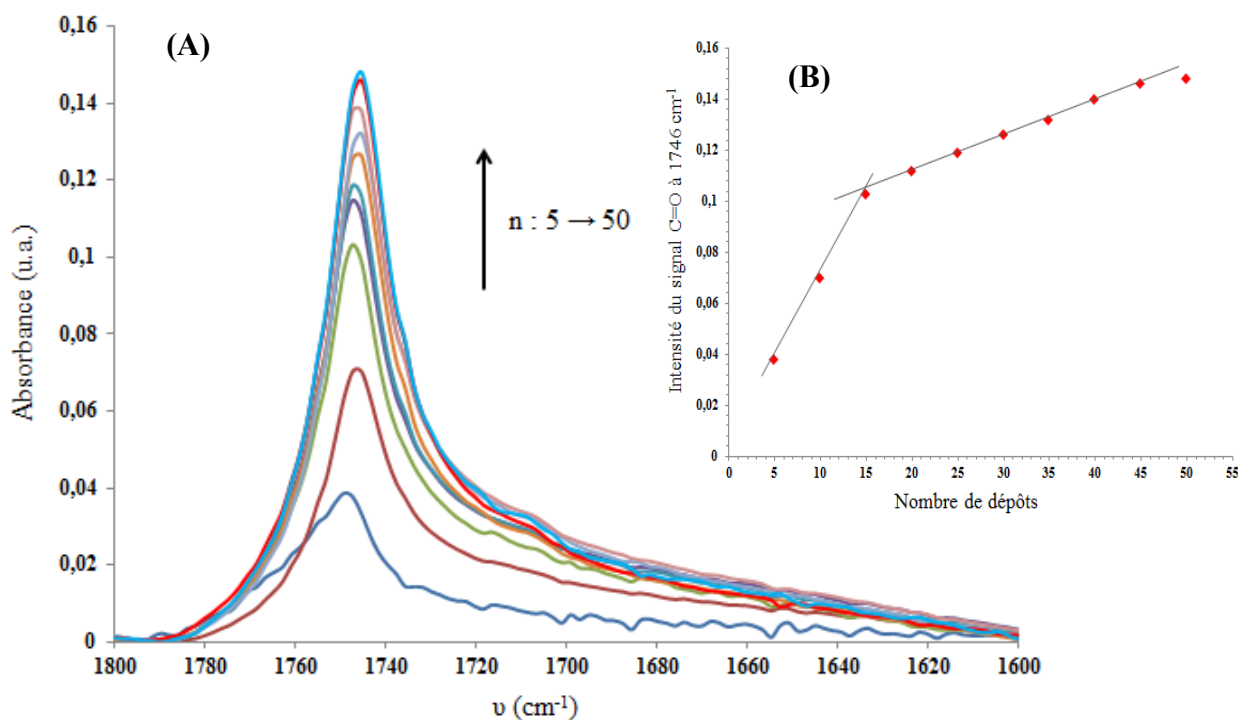 (A)
Absorbance (u.a.)
0,16
0,14
0,12
0,1
0,08
0,06
0,04
0,02
0
n : 5 → 50
1800 1780 1760 1740 1720 1700 1680 1660 1640 1620 1600
υ (cm-1)
(B)
Intensité du signal C=O à 1746 cm-1
0,16
0,14
0,12
0,1
0,08
0,06
0,04
0,02
0
0 5 10 15 20 25 30 35 40 45 50 55
Nombre de dépôts